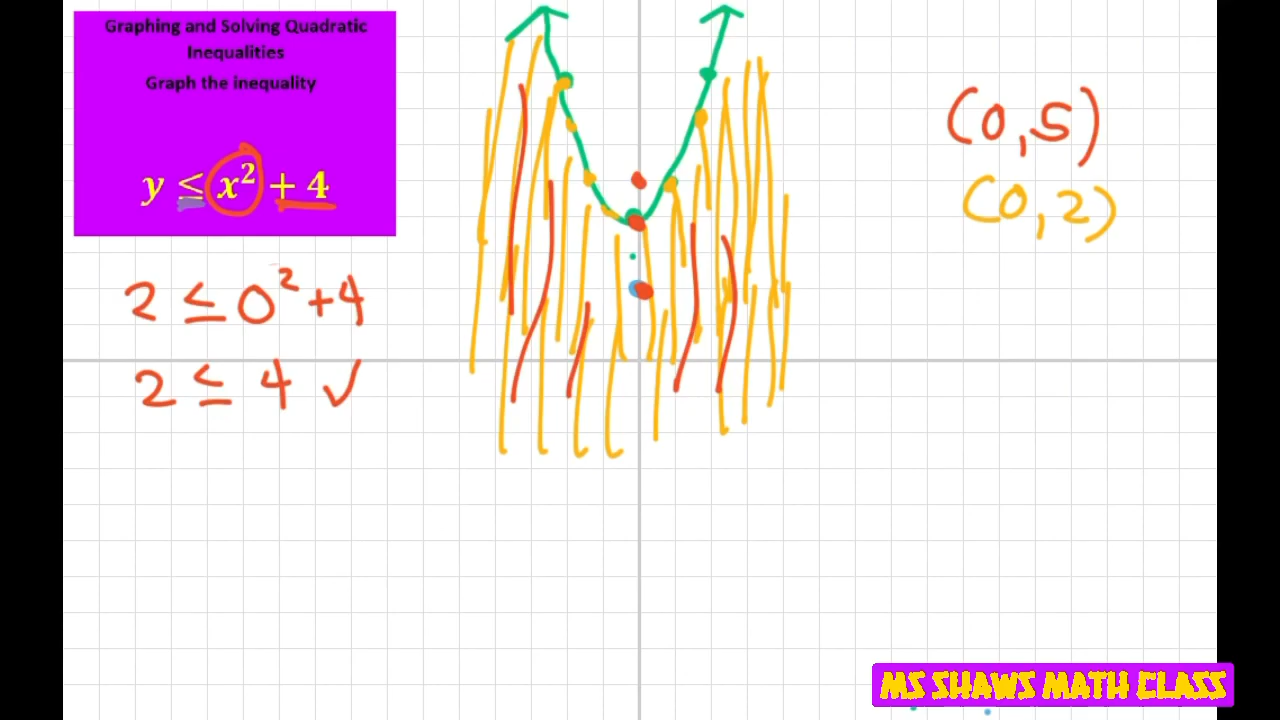 Graphing and Solving Quadratic
Inequalities
Graph the inequality
y ≤ x² + 4
2 ≤ 0² + 4
2 ≤ 4 ✓
(0,5)
(0,2)
MS SHAWS MATH CLASS